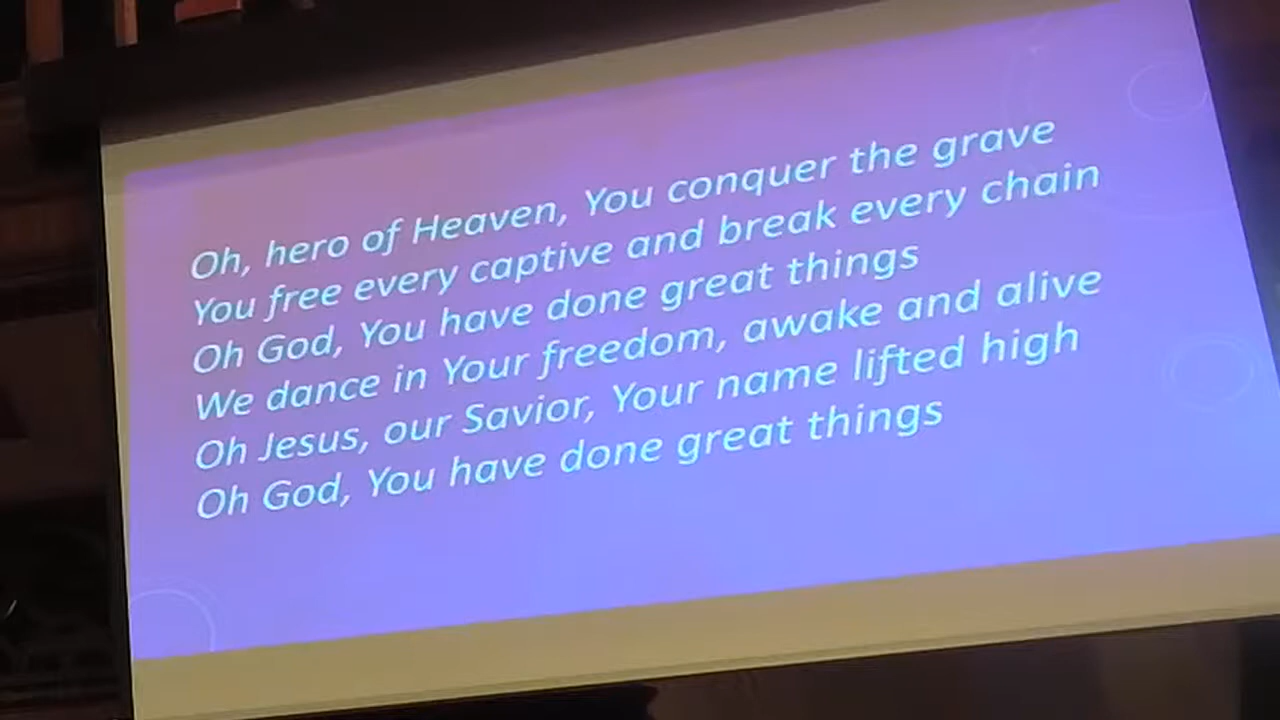 Oh, hero of Heaven, You conquer the grave
You free every captive and break every chain
Oh God, You have done great things
We dance in Your freedom, awake and alive
Oh Jesus, our Savior, Your name lifted high
Oh God, You have done great things